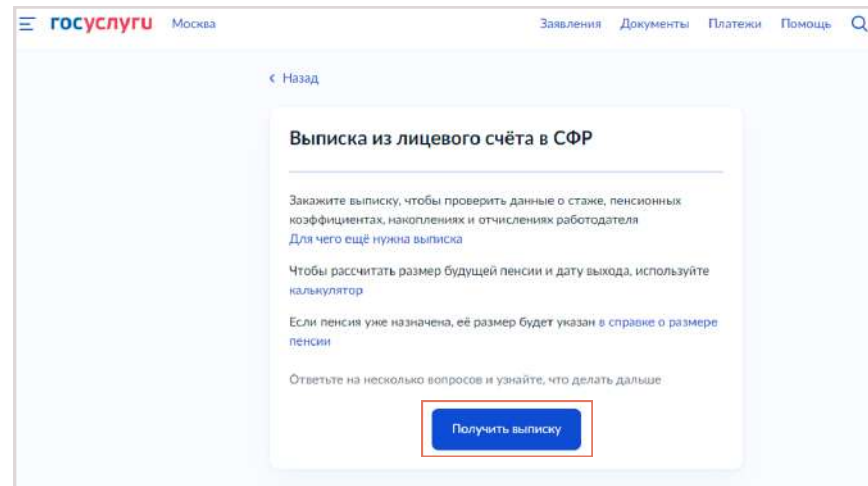 госуслуги Москва Заявления Документы Платежи Помощь
Назад
Выписка из лицевого счёта в СФР
Закажите выписку, чтобы проверить данные о стаже, пенсионных
коэффициентах, накоплениях и отчислениях работодателя
Для чего ещё нужна выписка
Чтобы рассчитать размер будущей пенсии и дату выхода, используйте
калькулятор
Если пенсия уже назначена, её размер будет указан в справке о размере
пенсии
Ответьте на несколько вопросов и узнайте, что делать дальше
Получить выписку